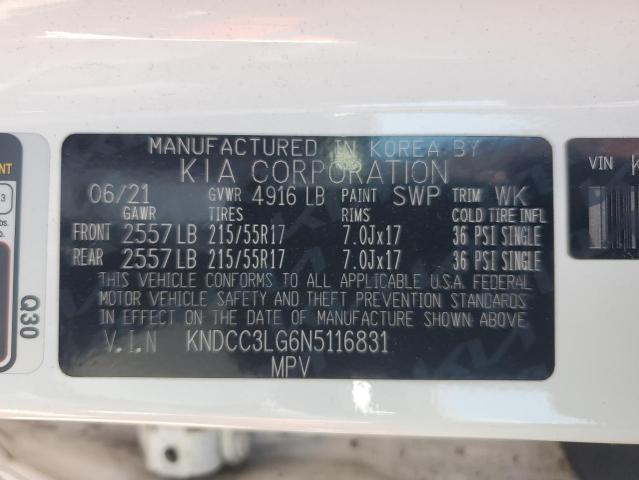 MANUFACTURED IN KOREA BY
KIA CORPORATION
06/21 GVWR 4916 LB PAINT SWP TRIM WK
GAWR TIRES RIMS COLD TIRE INFL
FRONT 2557 LB 215/55R17 7.0Jx17 36 PSI SINGLE
REAR 2557 LB 215/55R17 7.0Jx17 36 PSI SINGLE
THIS VEHICLE CONFORMS TO ALL APPLICABLE U.S.A. FEDERAL
MOTOR VEHICLE SAFETY AND THEFT PREVENTION STANDARDS
IN EFFECT ON THE DATE OF MANUFACTURE SHOWN ABOVE
V.I.N KNDCC3LG6N5116831
MPV
Q30
VIN